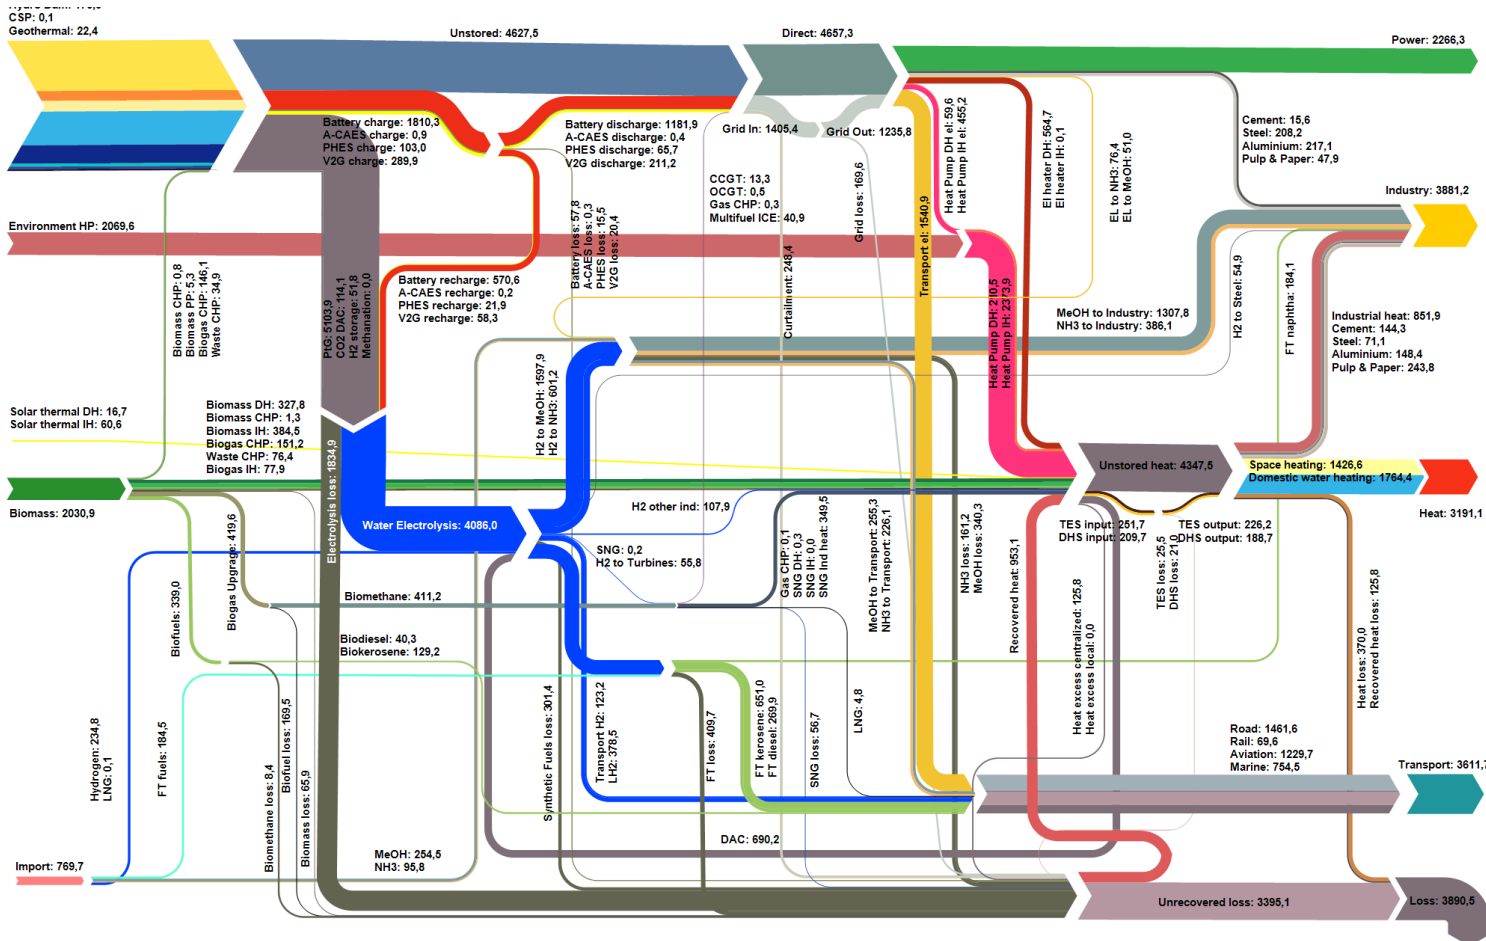 CSP: 0,1
Geothermal: 22,4
Unstored: 4627,5
Direct: 4657,3
Power: 2266,3
Battery charge: 1810,3
A-CAES charge: 0,9
PHES charge: 103,0
V2G charge: 289,9
Battery discharge: 1181,9
A-CAES discharge: 0,4
PHES discharge: 65,7
V2G discharge: 211,2
Grid In: 1405,4
Grid Out: 1235,8
Heat Pump DH el: 59,6
Heat Pump IH el: 455,2
El heater DH: 564,7
El heater IH: 0,1
EL to NH3: 76,4
EL to MeOH: 51,0
Cement: 15,6
Steel: 208,2
Aluminium: 217,1
Pulp & Paper: 47,9
Industry: 3881,2
CCGT: 13,3
OCGT: 0,5
Gas CHP: 0,3
Multifuel ICE: 40,9
Grid loss: 169,6
Transport el: 1540,9
Environment HP: 2069,6
Biomass CHP: 0,8
Biomass PP: 5,3
Biogas CHP: 146,1
Waste CHP: 34,9
PtG: 5103,9
CO2 DAC: 114,1
H2 storage: 51,8
Methanation: 0,0
Battery recharge: 570,6
A-CAES recharge: 0,2
PHES recharge: 21,9
V2G recharge: 58,3
Battery loss: 57,8
A-CAES loss: 0,3
PHES loss: 15,5
V2G loss: 20,4
Curtailment: 248,4
Heat Pump DH: 210,5
Heat Pump IH: 2373,9
MeOH to Industry: 1307,8
NH3 to Industry: 386,1
H2 to Steel: 54,9
FT naphtha: 184,1
Industrial heat: 851,9
Cement: 144,3
Steel: 71,1
Aluminium: 148,4
Pulp & Paper: 243,8
Solar thermal DH: 16,7
Solar thermal IH: 60,6
Biomass DH: 327,8
Biomass CHP: 1,3
Biomass IH: 384,5
Biogas CHP: 151,2
Waste CHP: 76,4
Biogas IH: 77,9
Electrolysis loss: 1834,9
H2 to MeOH: 1597,9
H2 to NH3: 601,2
Unstored heat: 4347,5
Space heating: 1426,6
Domestic water heating: 1764,4
Heat: 3191,1
Biomass: 2030,9
Water Electrolysis: 4086,0
H2 other ind: 107,9
TES input: 251,7
DHS input: 209,7
TES output: 226,2
DHS output: 188,7
SNG: 0,2
H2 to Turbines: 55,8
Gas CHP: 0,1
SNG DH: 0,3
SNG IH: 0,0
SNG Ind heat: 349,5
MeOH to Transport: 255,3
NH3 to Transport: 226,1
NH3 loss: 161,2
MeOH loss: 340,3
Recovered heat: 953,1
TES loss: 25,5
DHS loss: 21,0
Biofuels: 339,0
Biogas Upgrage: 419,6
Biomethane: 411,2
Biodiesel: 40,3
Biokerosene: 129,2
Heat excess centralized: 125,8
Heat excess local: 0,0
Heat loss: 370,0
Recovered heat loss: 125,8
Hydrogen: 234,8
LNG: 0,1
FT fuels: 184,5
Biomethane loss: 8,4
Biofuel loss: 169,5
Biomass loss: 65,9
Synthetic Fuels loss: 301,4
Transport H2: 123,2
LH2: 378,5
FT loss: 409,7
FT kerosene: 651,0
FT diesel: 269,9
SNG loss: 56,7
LNG: 4,8
Road: 1461,6
Rail: 69,6
Aviation: 1229,7
Marine: 754,5
Transport: 3611,7
DAC: 690,2
Import: 769,7
MeOH: 254,5
NH3: 95,8
Unrecovered loss: 3395,1
Loss: 3890,5